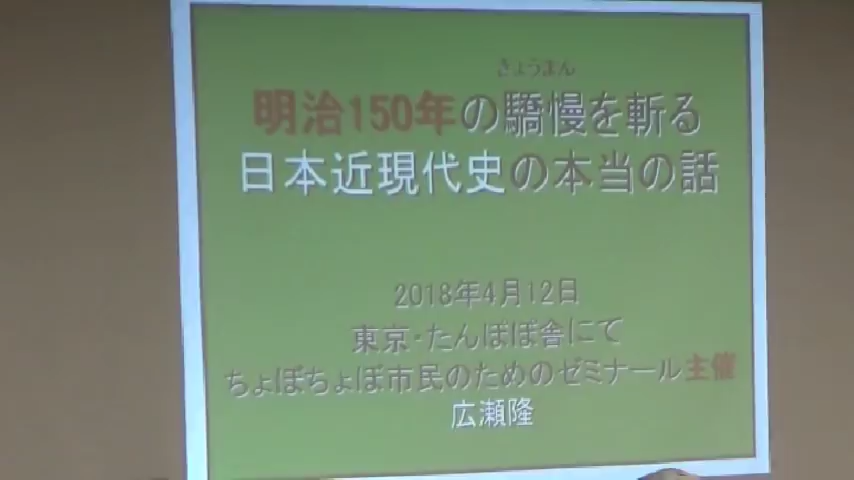 きょうまん
明治150年の驕慢を斬る
日本近現代史の本当の話
2018年4月12日
東京・たんぽぽ舎にて
ちょぼちょぼ市民のためのゼミナール主催
広瀬隆